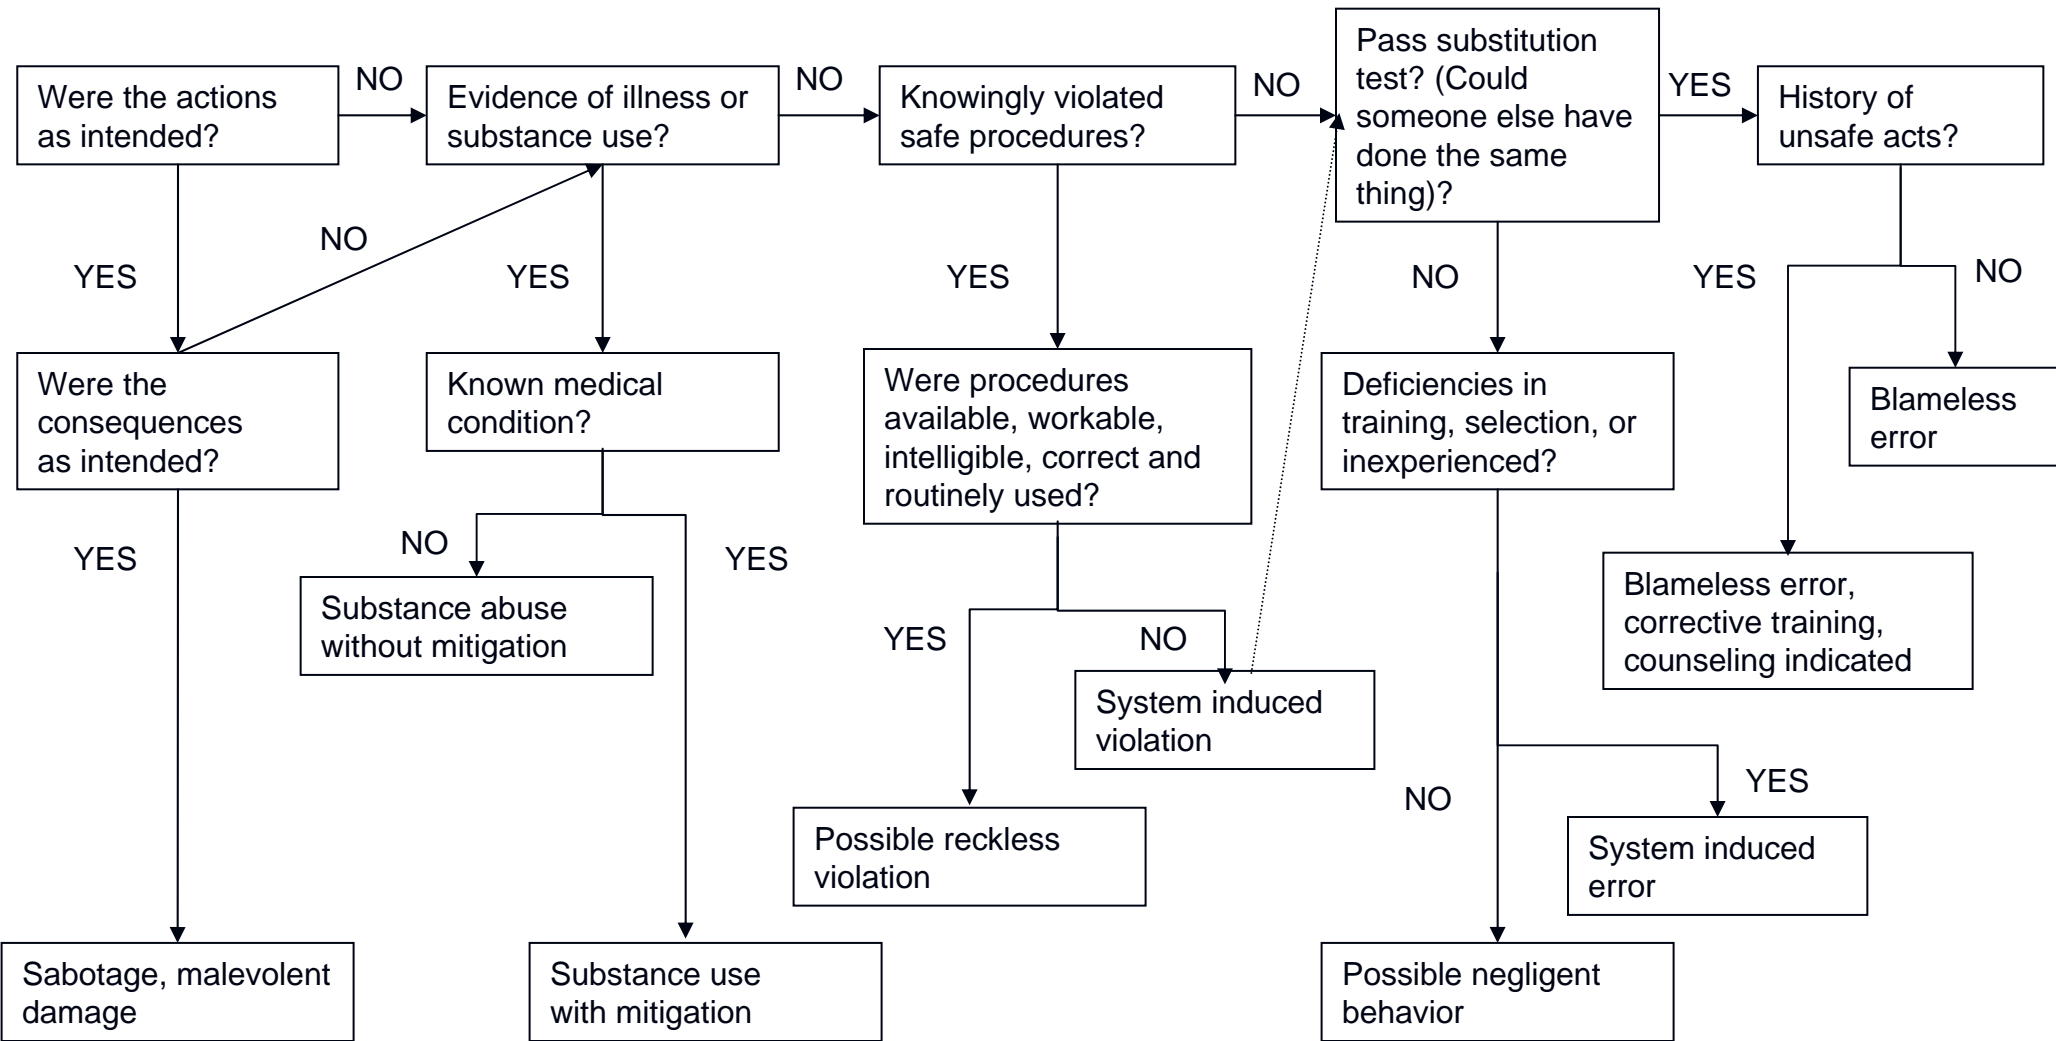 Were the actions
as intended?
NO
Evidence of illness or
substance use?
NO
Knowingly violated
safe procedures?
NO
Pass substitution
test? (Could
someone else have
done the same
thing)?
YES
History of
unsafe acts?
YES
NO
YES
YES
NO
YES
NO
Were the
consequences
as intended?
Known medical
condition?
Were procedures
available, workable,
intelligible, correct and
routinely used?
Deficiencies in
training, selection, or
inexperienced?
Blameless
error
YES
NO
YES
Substance abuse
without mitigation
YES
NO
System induced
violation
Blameless error,
corrective training,
counseling indicated
NO
YES
Possible reckless
violation
System induced
error
Sabotage, malevolent
damage
Substance use
with mitigation
Possible negligent
behavior